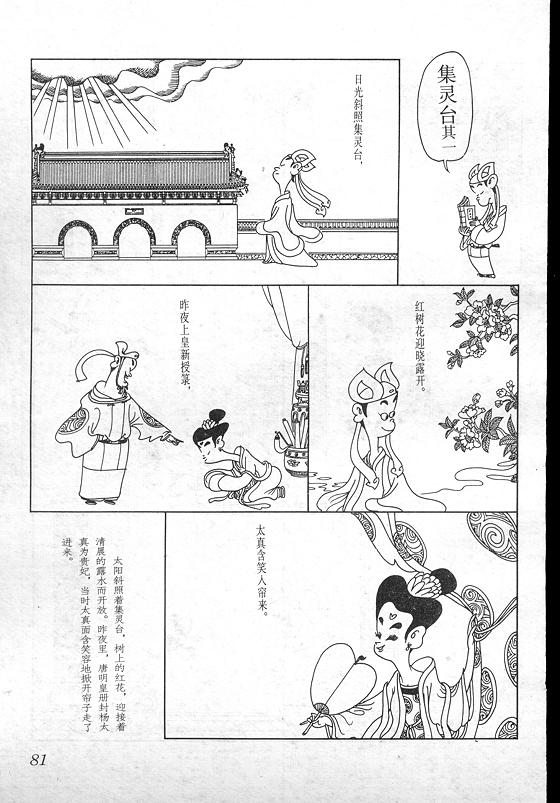 集灵台其一
日光斜照集灵台，
红树花迎晓露开。
昨夜上皇新授箓，
太真含笑入帘来。
太阳斜照着集灵台，树上的红花，迎接着
清晨的露水而开放。昨夜里，唐明皇册封杨太
真为贵妃，当时太真面含笑容地掀开帘子走了
进来。
81